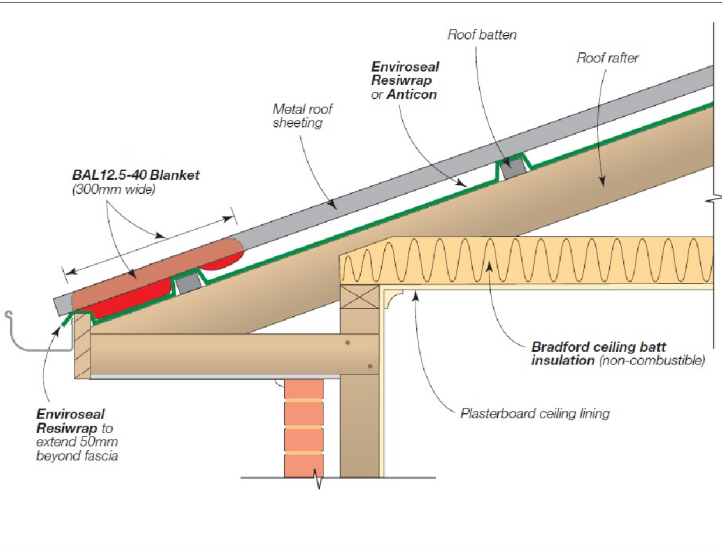 Roof batten
Roof rafter
Enviroseal
Resiwrap
or Anticon
Metal roof
sheeting
BAL12.5-40 Blanket
(300mm wide)
Bradford ceiling batt
insulation (non-combustible)
Plasterboard ceiling lining
Enviroseal
Resiwrap to
extend 50mm
beyond fascia